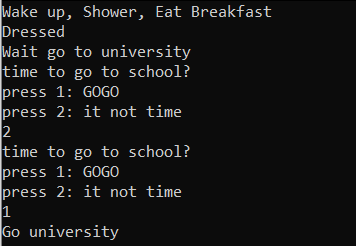 Wake up, Shower, Eat Breakfast
Dressed
Wait go to university
time to go to school?
press 1: GOGO
press 2: it not time
2
time to go to school?
press 1: GOGO
press 2: it not time
1
Go university